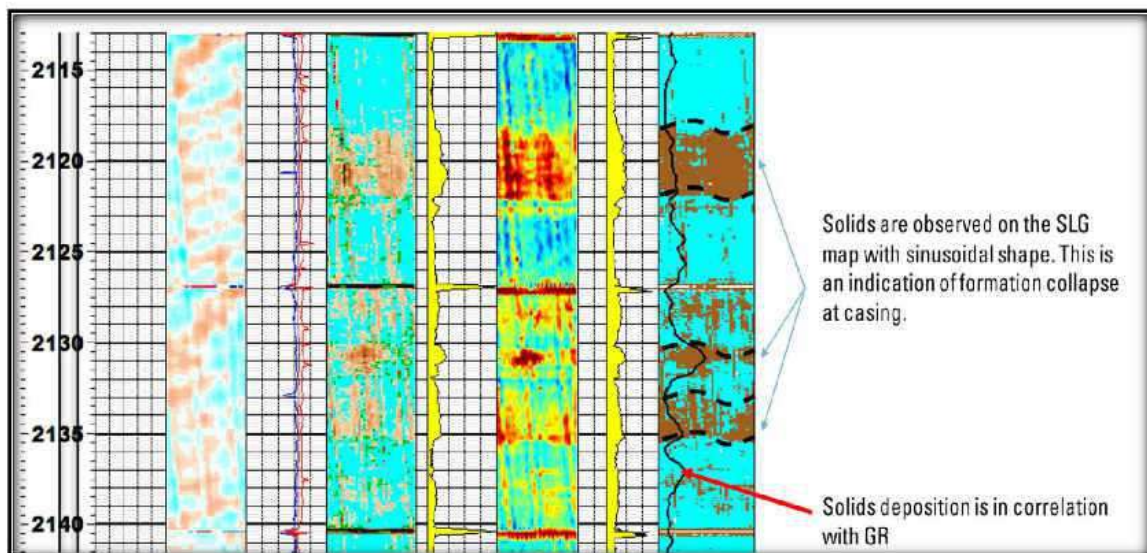 2115
2120
2125
2130
2135
2140
Solids are observed on the SLG
map with sinusoidal shape. This is
an indication of formation collapse
at casing.
Solids deposition is in correlation
with GR